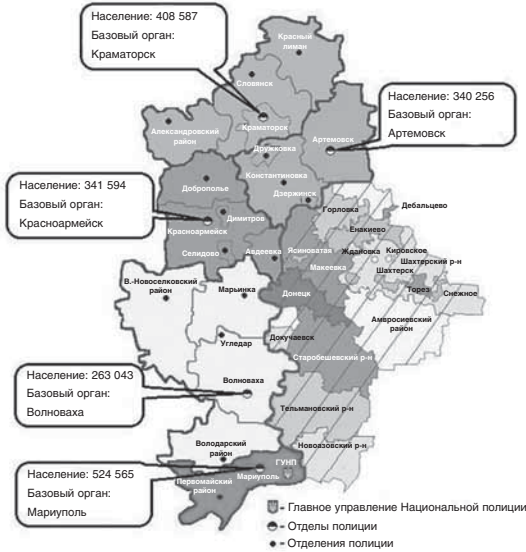 Население: 408 587
Базовый орган:
Краматорск
Красный
лиман
Словянск
Население: 340 256
Базовый орган:
Артемовск
Александровский
район
Краматорск
Артемовск
Дружковка
Константиновка
Дзержинск
Население: 341 594
Базовый орган:
Красноармейск
Доброполье
Димитров
Красноармейск
Селидово
Авдеевка
Ясиноватая
Макеевка
Донецк
Горловка
Дебальцево
Енакиево
Ждановка
Кировское
Шахтерский р-н
Шахтерск
Торез
Снежное
Амвросиевский
район
В.-Новоселковский
район
Марьинка
Угледар
Докучаевск
Старобешевский р-н
Население: 263 043
Базовый орган:
Волноваха
Волноваха
Тельмановский р-н
Володарский
район
Новоазовский р-н
Население: 524 565
Базовый орган:
Мариуполь
ГУНП
Мариуполь
Первомайский
район
- Главное управление Национальной полиции
- Отделы полиции
- Отделения полиции